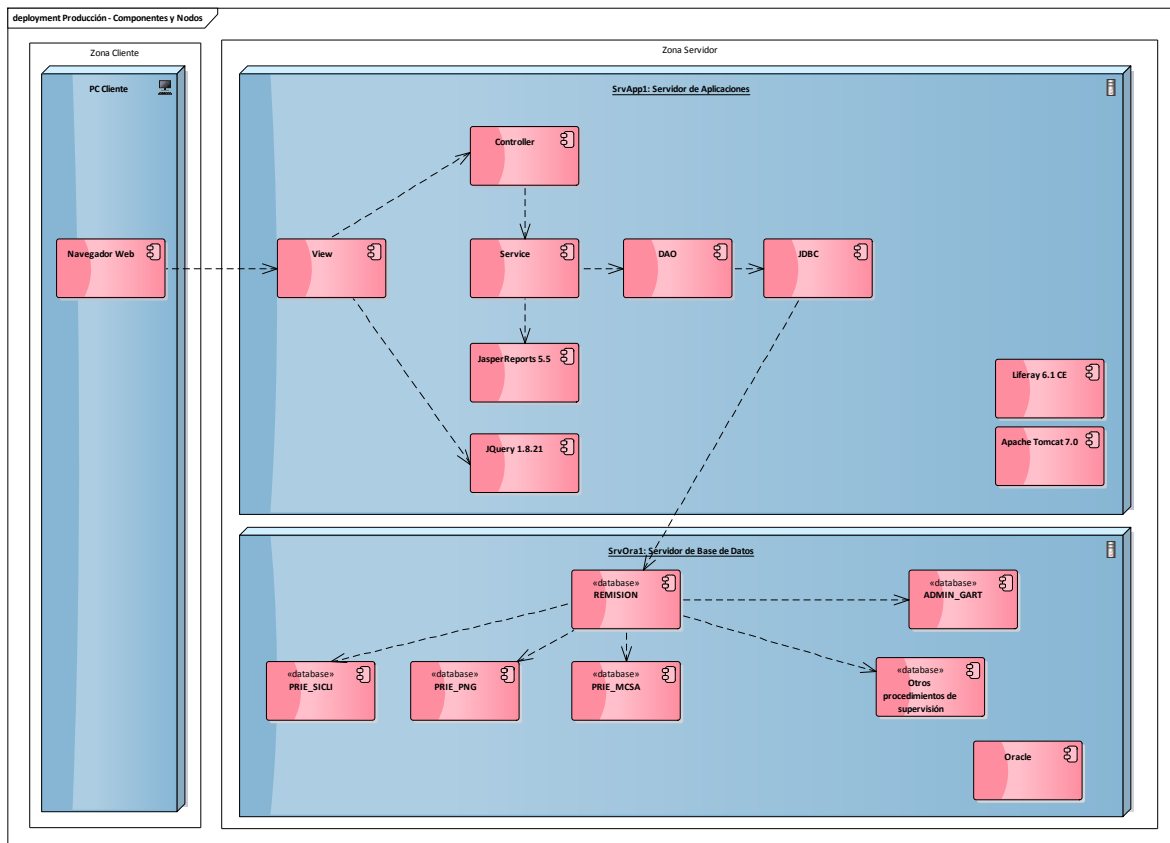 deployment Producción - Componentes y Nodos
Zona Cliente
Zona Servidor
PC Cliente
SrvApp1: Servidor de Aplicaciones
Controller
Navegador Web
View
Service
DAO
JDBC
JasperReports 5.5
Liferay 6.1 CE
JQuery 1.8.21
Apache Tomcat 7.0
SrvOra1: Servidor de Base de Datos
«database»
REMISION
«database»
ADMIN_GART
«database»
PRIE_SICLI
«database»
PRIE_PNG
«database»
PRIE_MCSA
«database»
Otros
procedimientos de
supervisión
Oracle